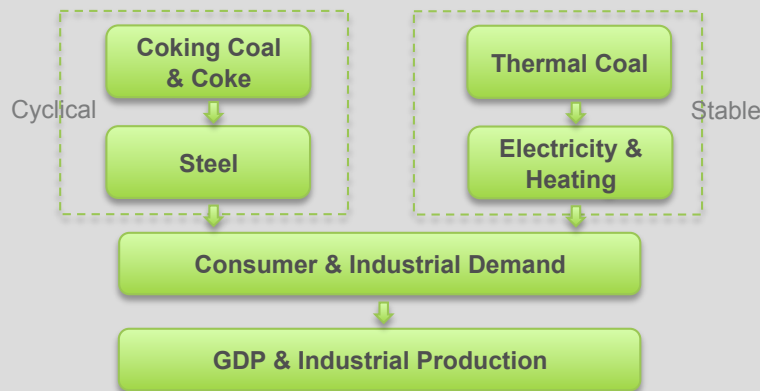 Coking Coal
& Coke
Thermal Coal
Cyclical
Stable
Steel
Electricity &
Heating
Consumer & Industrial Demand
GDP & Industrial Production